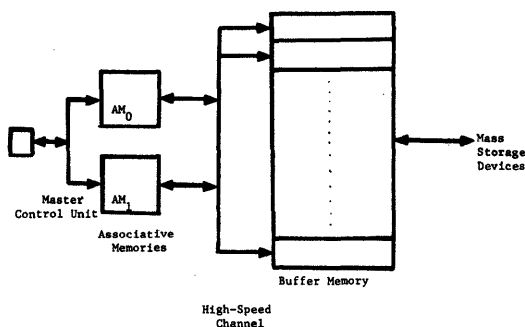 AM0
AM1
Master
Control Unit
Associative
Memories
High-Speed
Channel
Buffer Memory
Mass
Storage
Devices